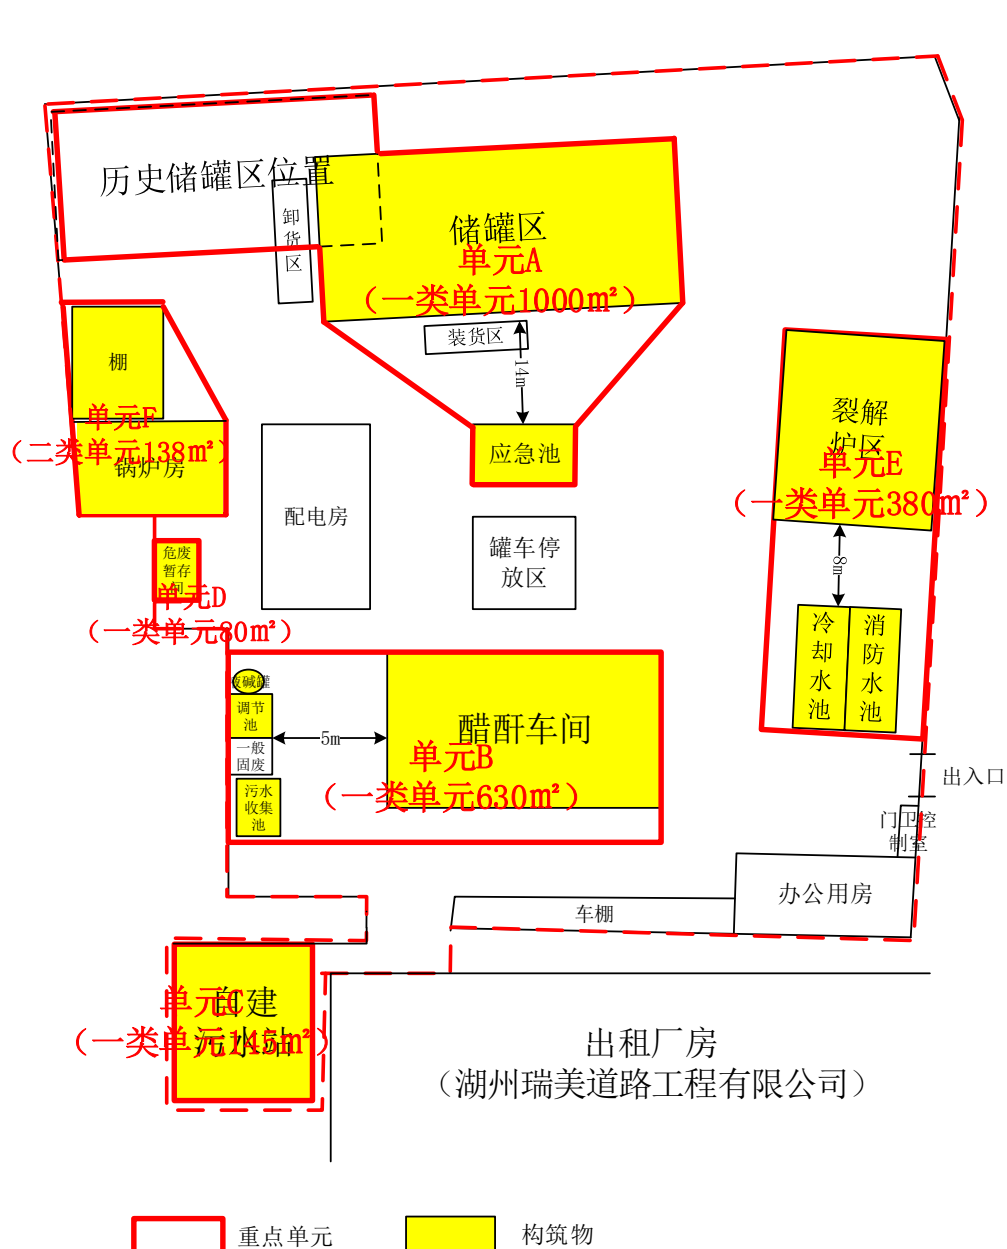 历史储罐区位置
卸
货
区
储罐区
单元A
（一类单元1000m²）
装货区
14m
棚
单元F
（二类单元138m²）
锅炉房
应急池
配电房
罐车停
放区
裂解
炉区
单元E
（一类单元380m²）
8m
冷
却
水
池
消
防
水
池
危废
暂存
间
单元D
（一类单元80m²）
液碱罐
调节
池
一般
固废
污水
收集
池
5m
醋酐车间
单元B
（一类单元630m²）
出入口
门卫控
制室
办公用房
车棚
自建
污水站
单元C
（一类单元145m²）
出租厂房
（湖州瑞美道路工程有限公司）
重点单元
构筑物